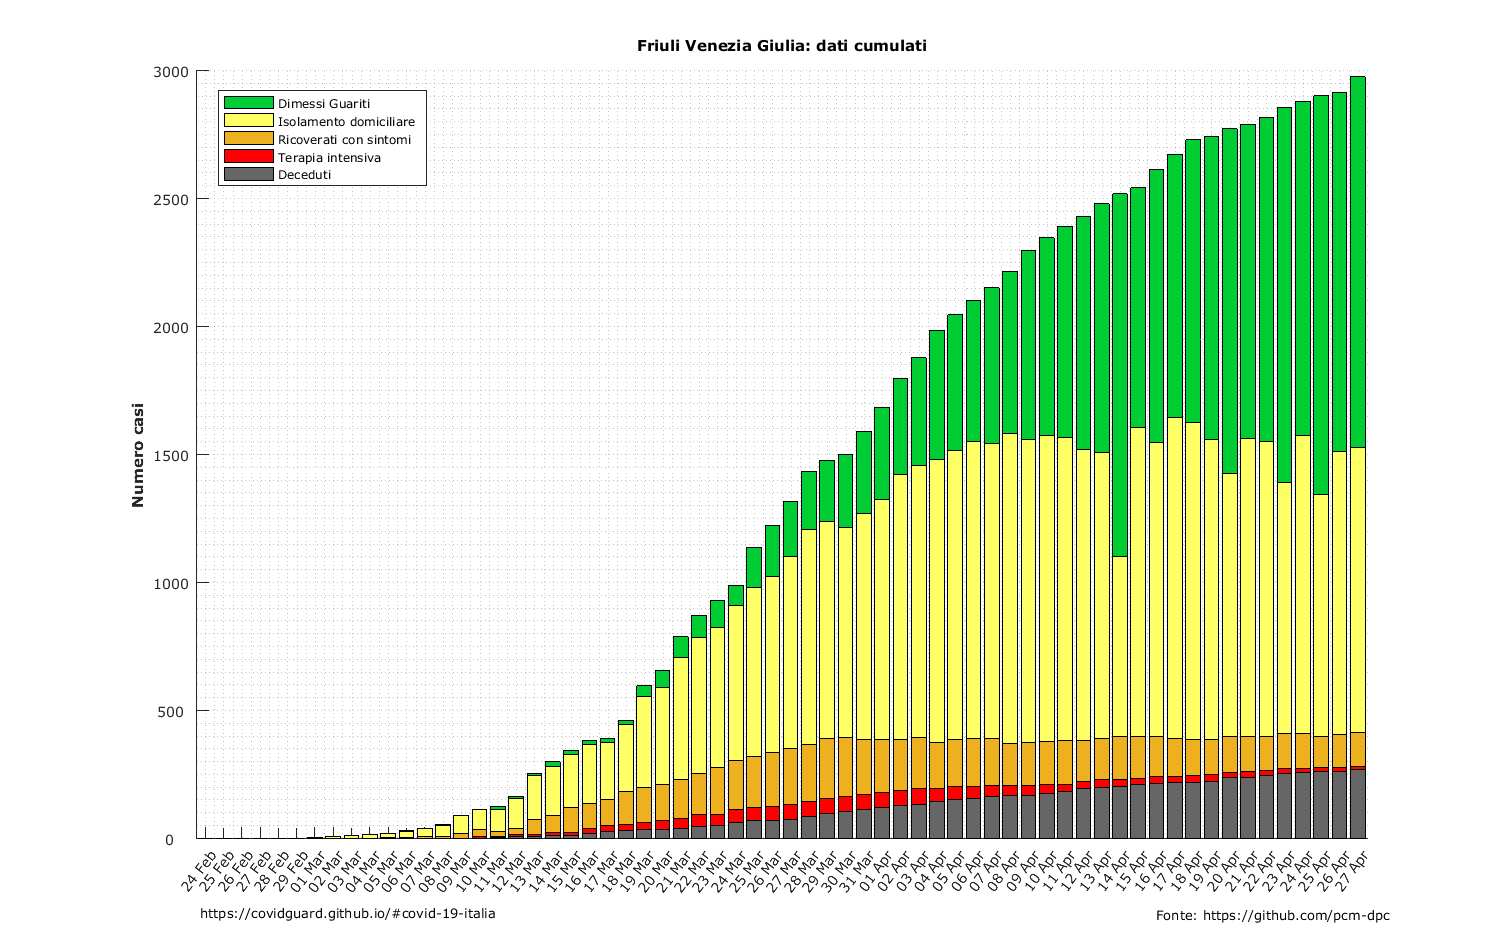 Friuli Venezia Giulia: dati cumulati
3000
2500
2000
1500
1000
500
0
Numero casi
Dimessi Guariti
Isolamento domiciliare
Ricoverati con sintomi
Terapia intensiva
Deceduti
24 Feb
25 Feb
26 Feb
27 Feb
28 Feb
29 Feb
01 Mar
02 Mar
03 Mar
04 Mar
05 Mar
06 Mar
07 Mar
08 Mar
09 Mar
10 Mar
11 Mar
12 Mar
13 Mar
14 Mar
15 Mar
16 Mar
17 Mar
18 Mar
19 Mar
20 Mar
21 Mar
22 Mar
23 Mar
24 Mar
25 Mar
26 Mar
27 Mar
28 Mar
29 Mar
30 Mar
31 Mar
01 Apr
02 Apr
03 Apr
04 Apr
05 Apr
06 Apr
07 Apr
08 Apr
09 Apr
10 Apr
11 Apr
12 Apr
13 Apr
14 Apr
15 Apr
16 Apr
17 Apr
18 Apr
19 Apr
20 Apr
21 Apr
22 Apr
23 Apr
24 Apr
25 Apr
26 Apr
27 Apr
https://covidguard.github.io/#covid-19-italia
Fonte: https://github.com/pcm-dpc